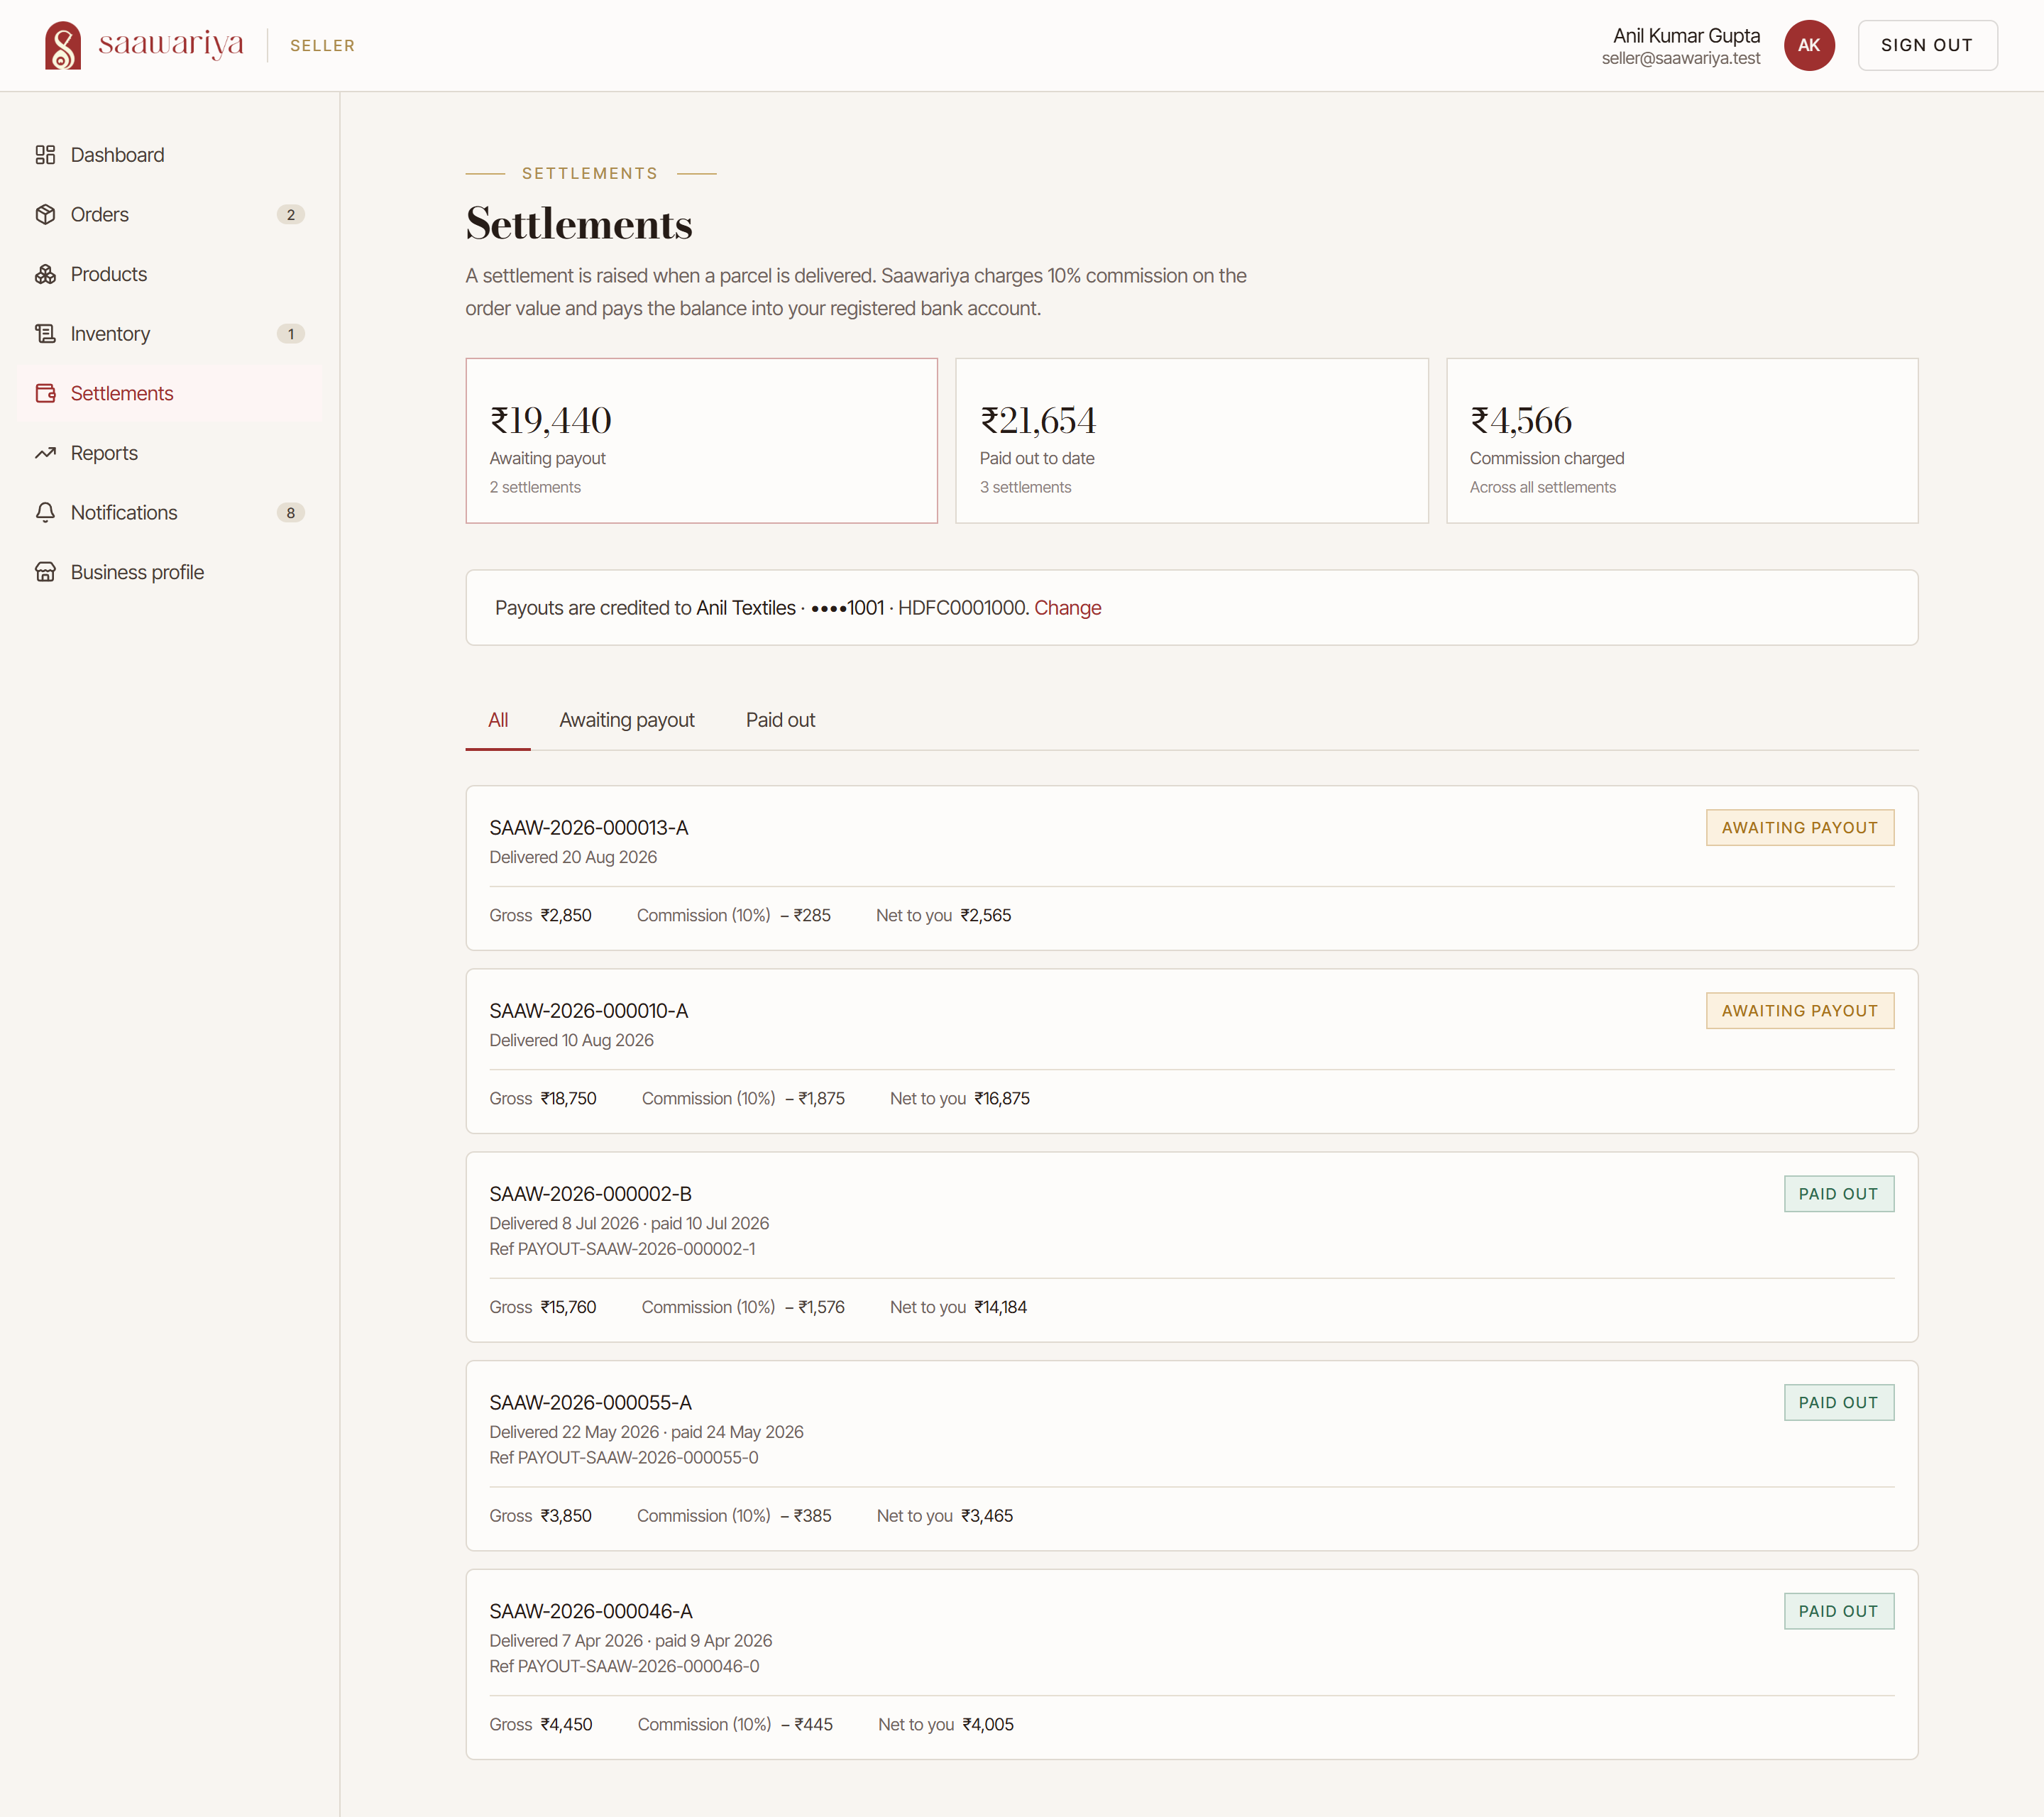 saawariya
SELLER
Anil Kumar Gupta
seller@saawariya.test
AK
SIGN OUT
Dashboard
Orders 2
Products
Inventory 1
Settlements
Reports
Notifications 8
Business profile
SETTLEMENTS
Settlements
A settlement is raised when a parcel is delivered. Saawariya charges 10% commission on the
order value and pays the balance into your registered bank account.
₹19,440
Awaiting payout
2 settlements
₹21,654
Paid out to date
3 settlements
₹4,566
Commission charged
Across all settlements
Payouts are credited to Anil Textiles · ••••1001 · HDFC0001000. Change
All Awaiting payout Paid out
SAAW-2026-000013-A
AWAITING PAYOUT
Delivered 20 Aug 2026
Gross ₹2,850 Commission (10%) – ₹285 Net to you ₹2,565
SAAW-2026-000010-A
AWAITING PAYOUT
Delivered 10 Aug 2026
Gross ₹18,750 Commission (10%) – ₹1,875 Net to you ₹16,875
SAAW-2026-000002-B
PAID OUT
Delivered 8 Jul 2026 · paid 10 Jul 2026
Ref PAYOUT-SAAW-2026-000002-1
Gross ₹15,760 Commission (10%) – ₹1,576 Net to you ₹14,184
SAAW-2026-000055-A
PAID OUT
Delivered 22 May 2026 · paid 24 May 2026
Ref PAYOUT-SAAW-2026-000055-0
Gross ₹3,850 Commission (10%) – ₹385 Net to you ₹3,465
SAAW-2026-000046-A
PAID OUT
Delivered 7 Apr 2026 · paid 9 Apr 2026
Ref PAYOUT-SAAW-2026-000046-0
Gross ₹4,450 Commission (10%) – ₹445 Net to you ₹4,005